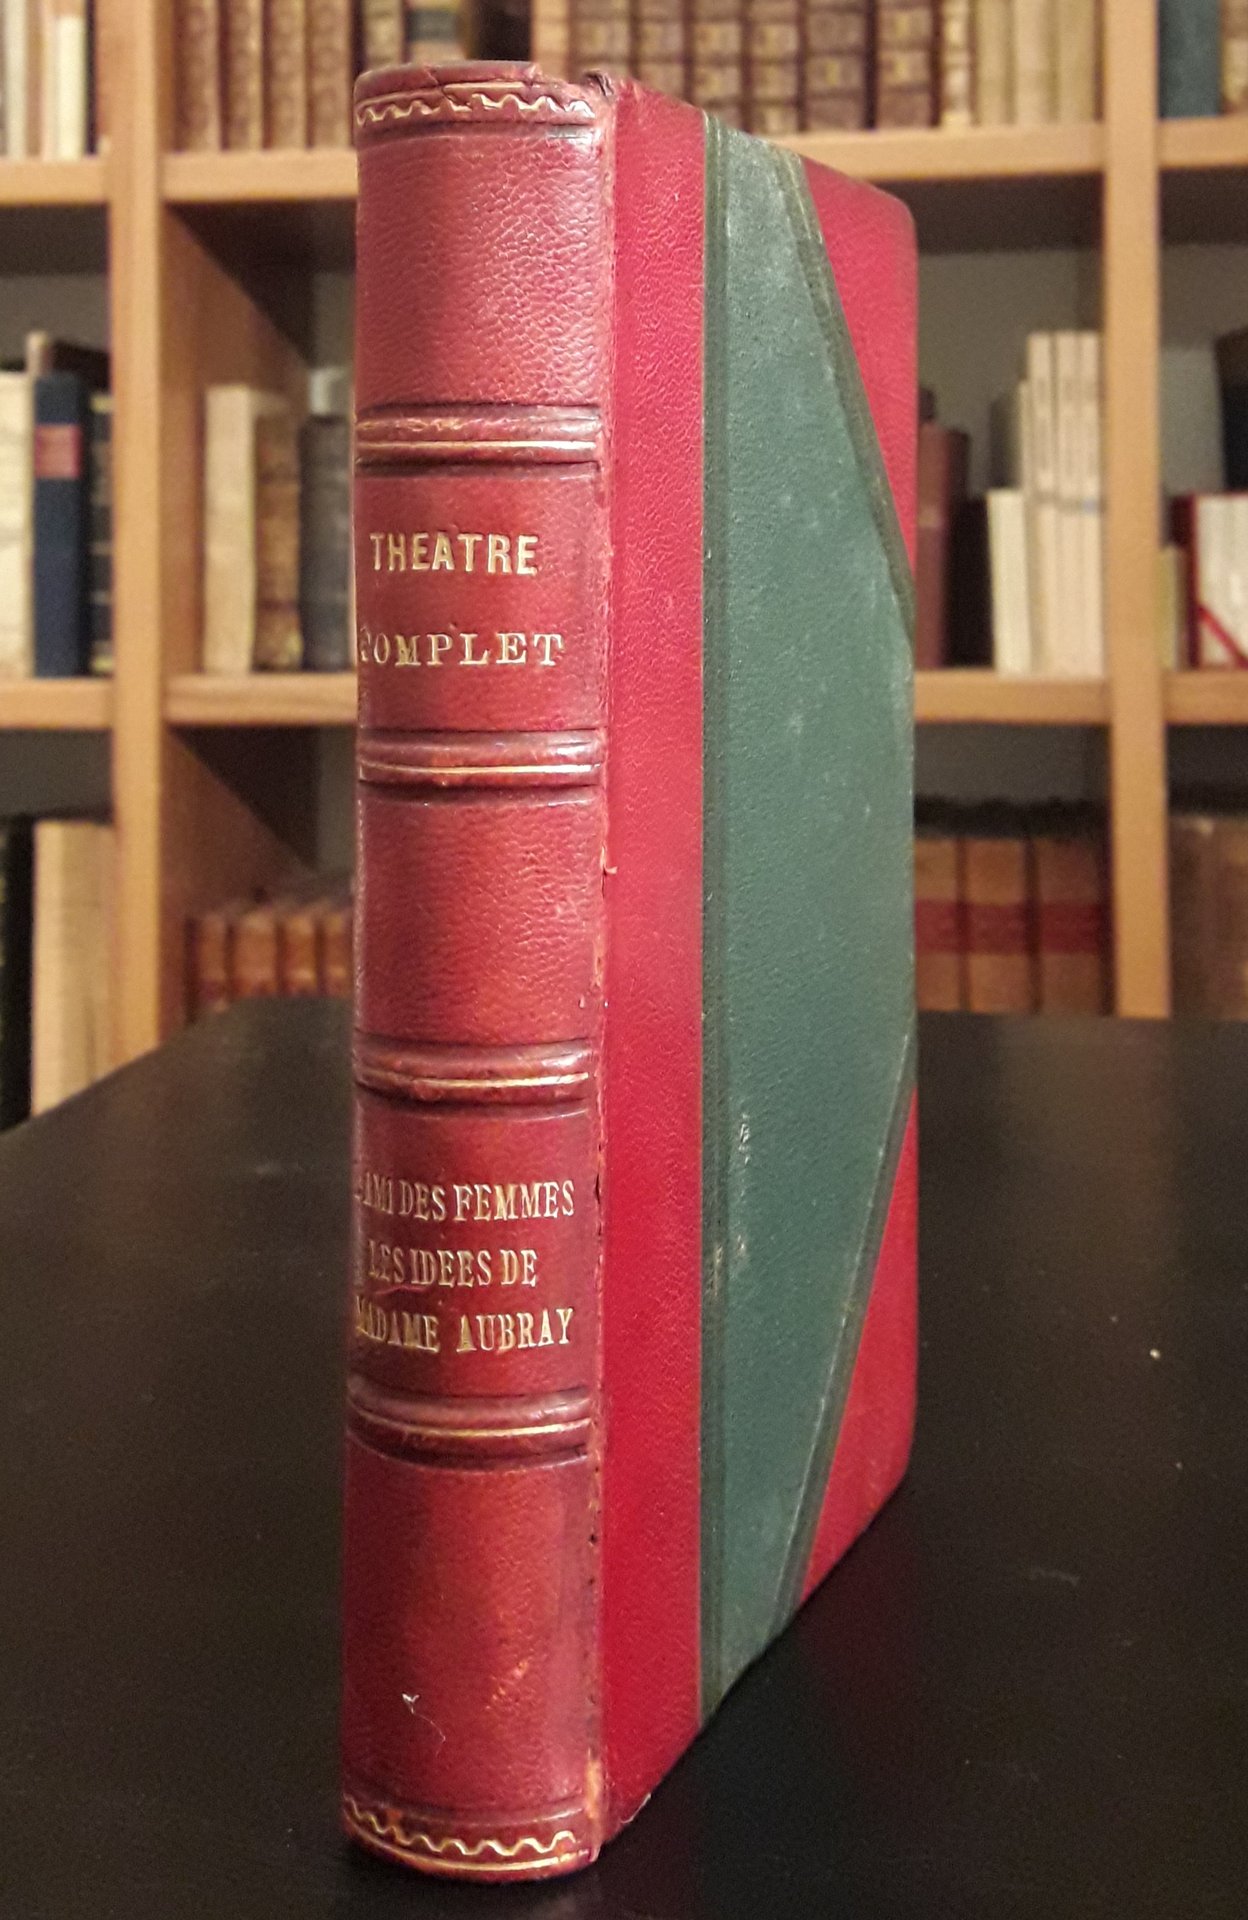 THEATRE
COMPLET
L'AMI DES FEMMES
LES IDEES DE
MADAME AUBRAY